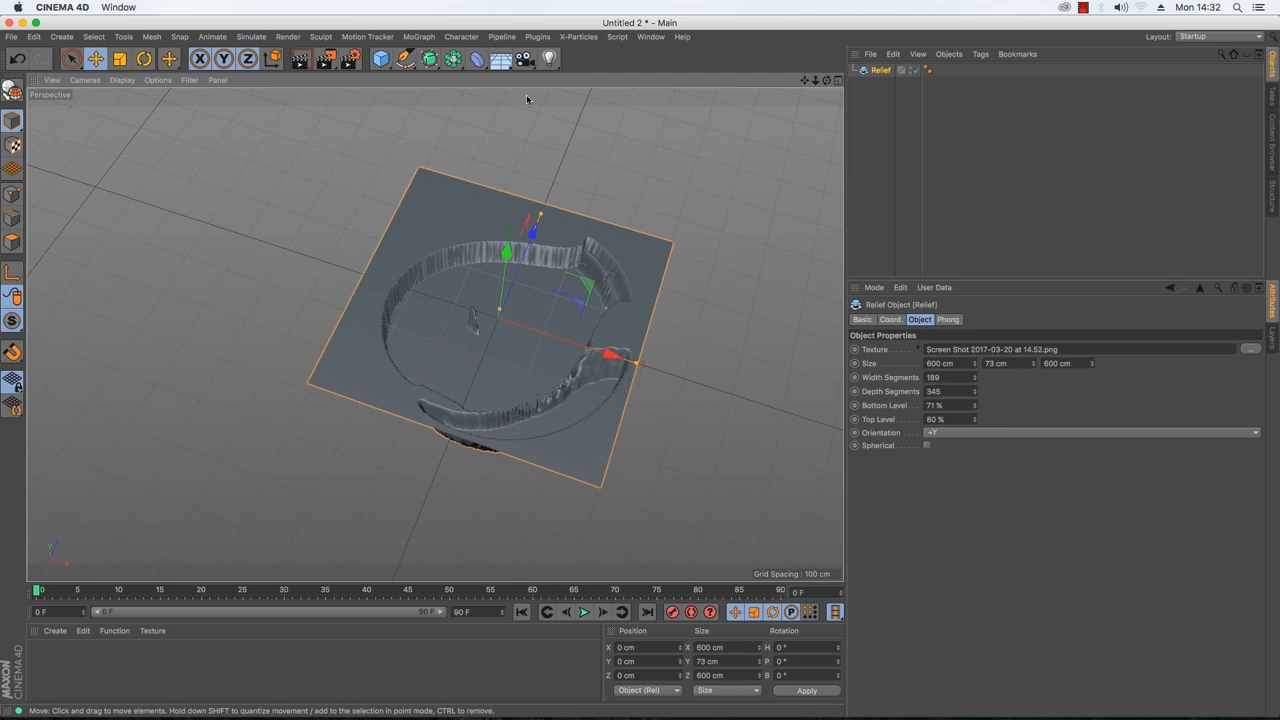 CINEMA 4D Window
Mon 14:32
Untitled 2 * - Main
File Edit Create Select Tools Mesh Snap Animate Simulate Render Sculpt Motion Tracker MoGraph Character Pipeline Plugins X-Particles Script Window Help
Layout: Startup
X Y Z
File Edit View Objects Tags Bookmarks
View Cameras Display Options Filter Panel
Relief
Perspective
Objects
Takes
Content Browser
Structure
Mode Edit User Data
Attributes
Layers
Relief Object [Relief]
Basic Coord. Object Phong
Object Properties
Texture Screen Shot 2017-03-20 at 14.52.png ...
Size 600 cm 73 cm 600 cm
Width Segments 189
Depth Segments 345
Bottom Level 71 %
Top Level 80 %
Orientation +Y
Spherical
Grid Spacing : 100 cm
0 5 10 15 20 25 30 35 40 45 50 55 60 65 70 75 80 85 90 0 F
0 F 0 F 90 F 90 F
Create Edit Function Texture
Position Size Rotation
X 0 cm X 600 cm H 0 °
Y 0 cm Y 73 cm P 0 °
Z 0 cm Z 600 cm B 0 °
Object (Rel) Size Apply
MAXON CINEMA 4D
Move: Click and drag to move elements. Hold down SHIFT to quantize movement / add to the selection in point mode, CTRL to remove.